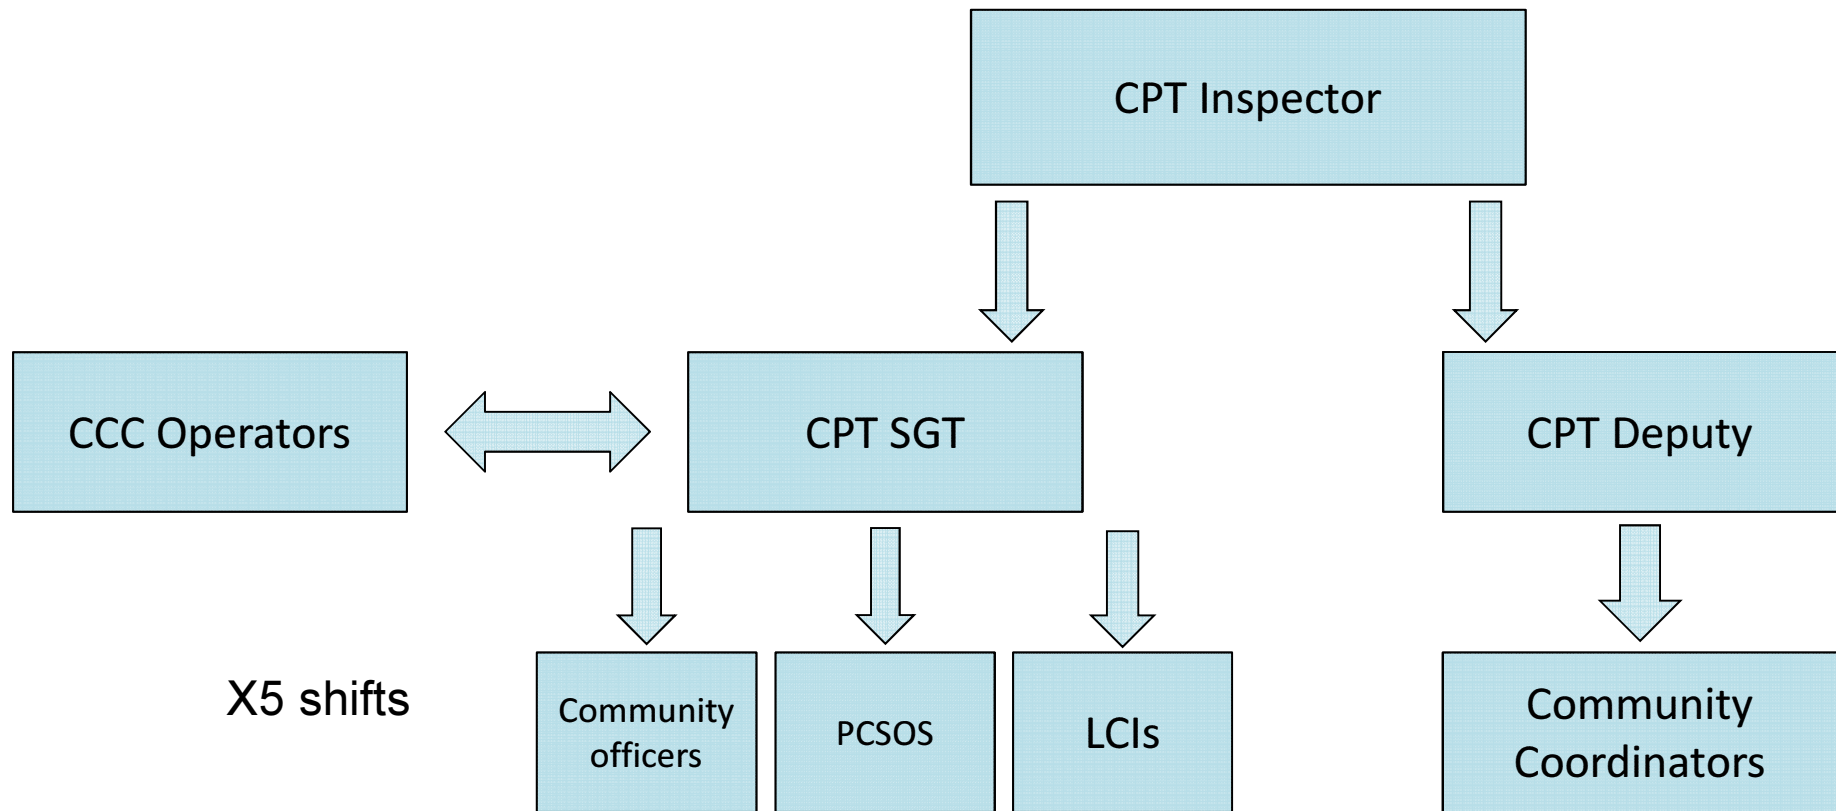 CPT Inspector
CCC Operators
CPT SGT
CPT Deputy
X5 shifts
Community
officers
PCSOS
LCIs
Community
Coordinators